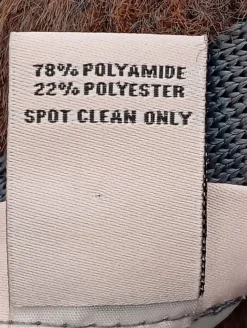 78% POLYAMIDE
22% POLYESTER
SPOT CLEAN ONLY